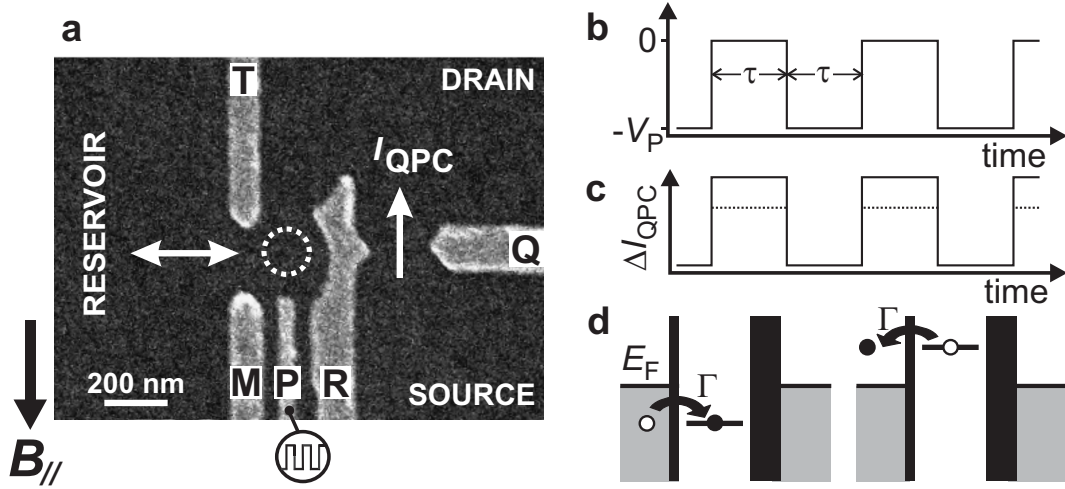 a
T
DRAIN
RESERVOIR
I_QPC
Q
M
P
R
200 nm
SOURCE
B_//
b
0
τ
τ
-V_P
time
c
ΔI_QPC
time
d
E_F
Γ
Γ